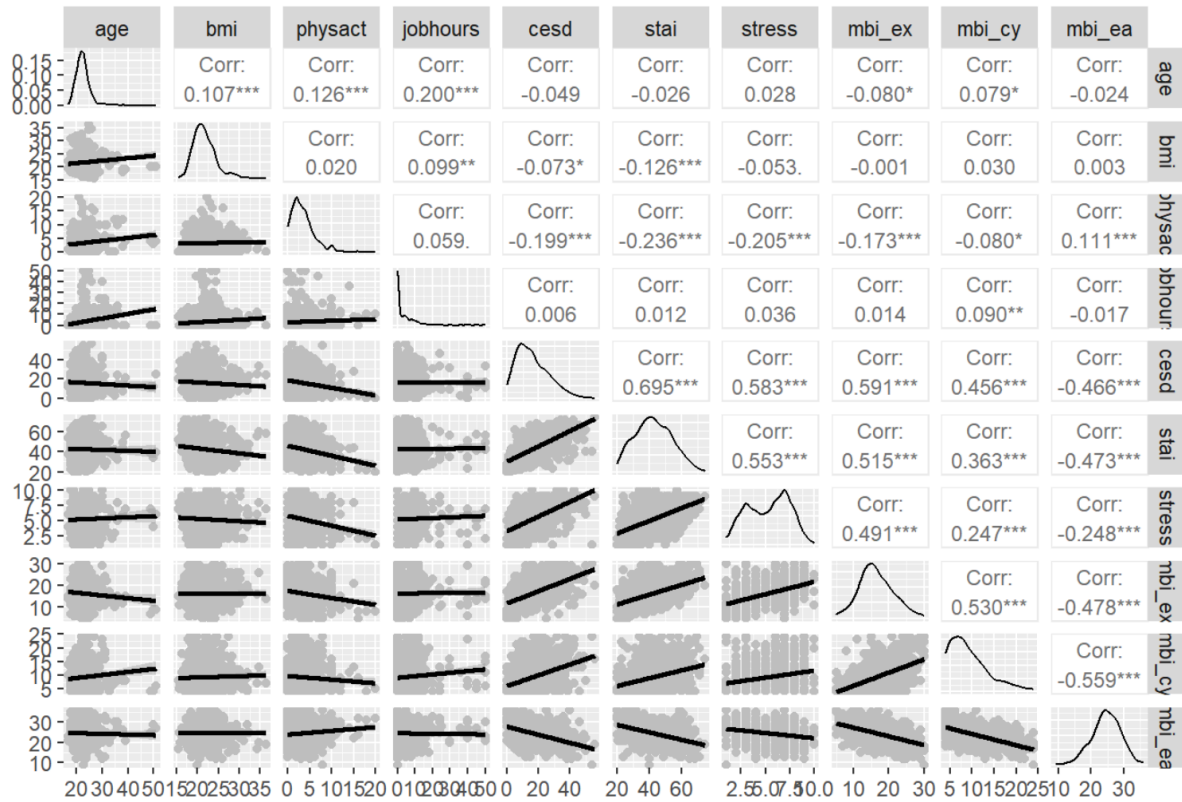 age bmi physact jobhours cesd stai stress mbi_ex mbi_cy mbi_ea
0.15
0.10
0.05
0.00
Corr: Corr: Corr: Corr: Corr: Corr: Corr: Corr: Corr:
0.107*** 0.126*** 0.200*** -0.049 -0.026 0.028 -0.080* 0.079* -0.024
age
35
30
25
20
15
Corr: Corr: Corr: Corr: Corr: Corr: Corr: Corr:
0.020 0.099** -0.073* -0.126*** -0.053. -0.001 0.030 0.003
bmi
20
15
10
5
0
Corr: Corr: Corr: Corr: Corr: Corr: Corr:
0.059. -0.199*** -0.236*** -0.205*** -0.173*** -0.080* 0.111***
physac
50
40
30
20
10
0
Corr: Corr: Corr: Corr: Corr: Corr:
0.006 0.012 0.036 0.014 0.090** -0.017
obhour
40
20
0
Corr: Corr: Corr: Corr: Corr:
0.695*** 0.583*** 0.591*** 0.456*** -0.466***
cesd
60
40
20
Corr: Corr: Corr: Corr:
0.553*** 0.515*** 0.363*** -0.473***
stai
10.0
7.5
5.0
2.5
Corr: Corr: Corr:
0.491*** 0.247*** -0.248***
stress
30
20
10
Corr: Corr:
0.530*** -0.478***
mbi_ex
25
20
15
10
5
Corr:
-0.559***
mbi_cy
30
20
10
mbi_ea
20 30 40 50 15 20 25 30 35 0 5 10 15 20 0 10 20 30 40 50 0 20 40 20 40 60 2.5 5.0 7.5 10.0 10 20 30 5 10 15 20 25 10 20 30